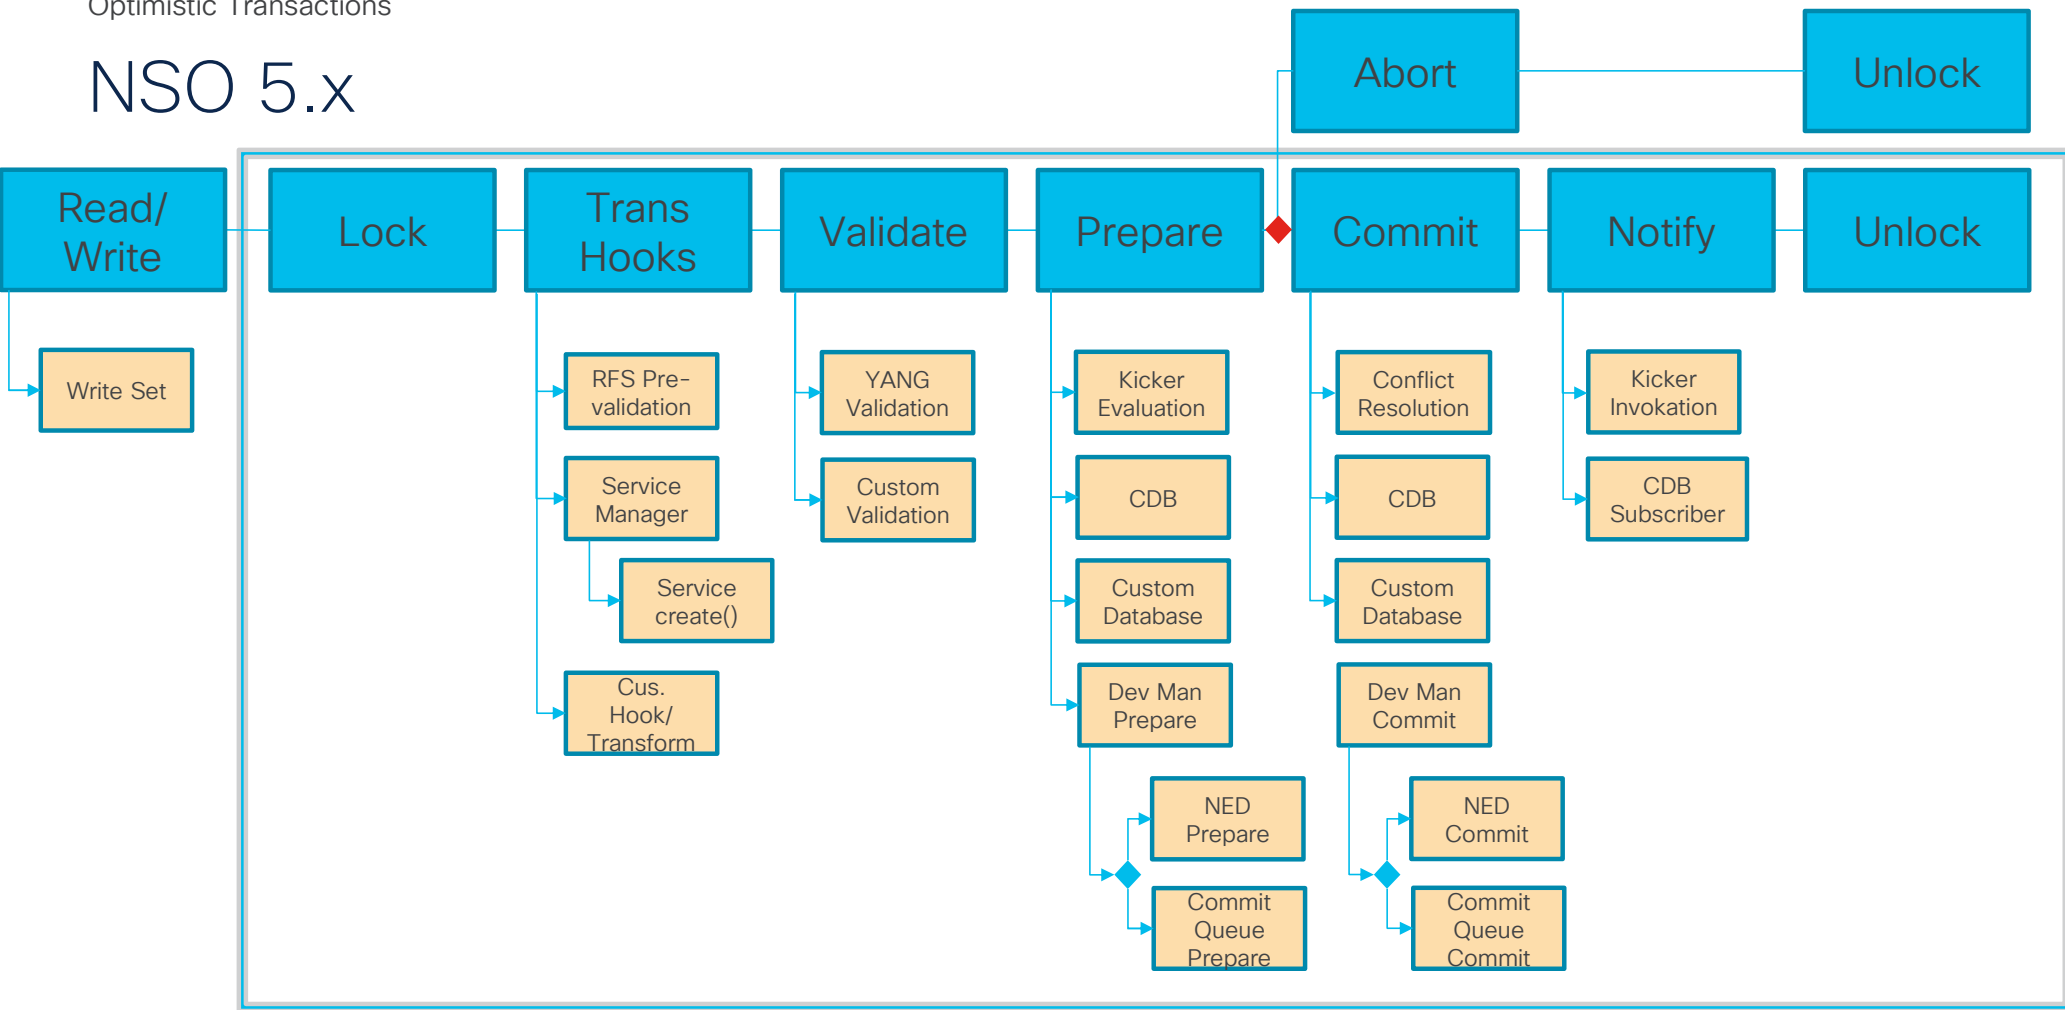 Optimistic Transactions
NSO 5.x
Abort
Unlock
Read/
Write
Lock
Trans
Hooks
Validate
Prepare
Commit
Notify
Unlock
Write Set
RFS Pre-
validation
Service
Manager
Service
create()
Cus.
Hook/
Transform
YANG
Validation
Custom
Validation
Kicker
Evaluation
CDB
Custom
Database
Dev Man
Prepare
NED
Prepare
Commit
Queue
Prepare
Conflict
Resolution
CDB
Custom
Database
Dev Man
Commit
NED
Commit
Commit
Queue
Commit
Kicker
Invokation
CDB
Subscriber